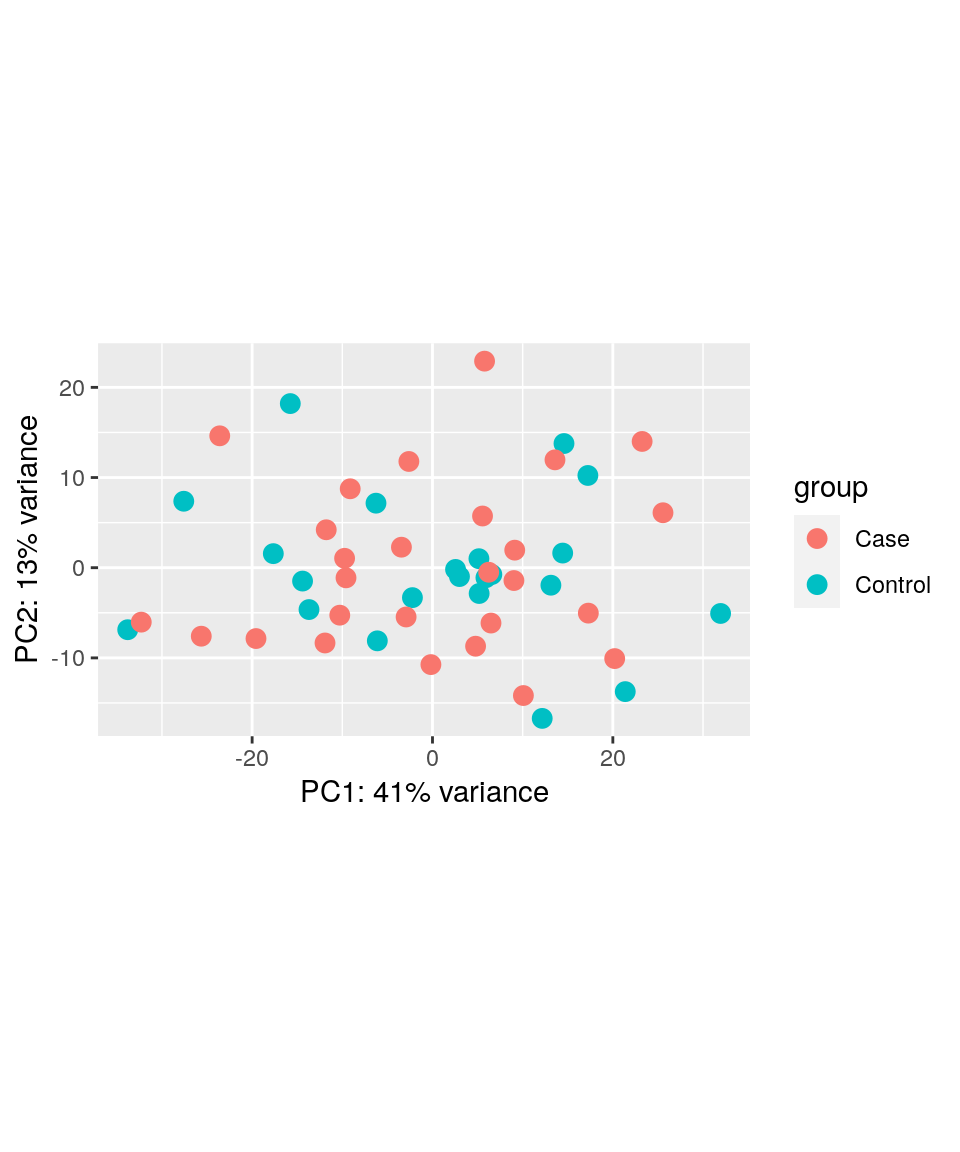 20
10
0
-10
-20
0
20
PC1: 41% variance
PC2: 13% variance
group
Case
Control